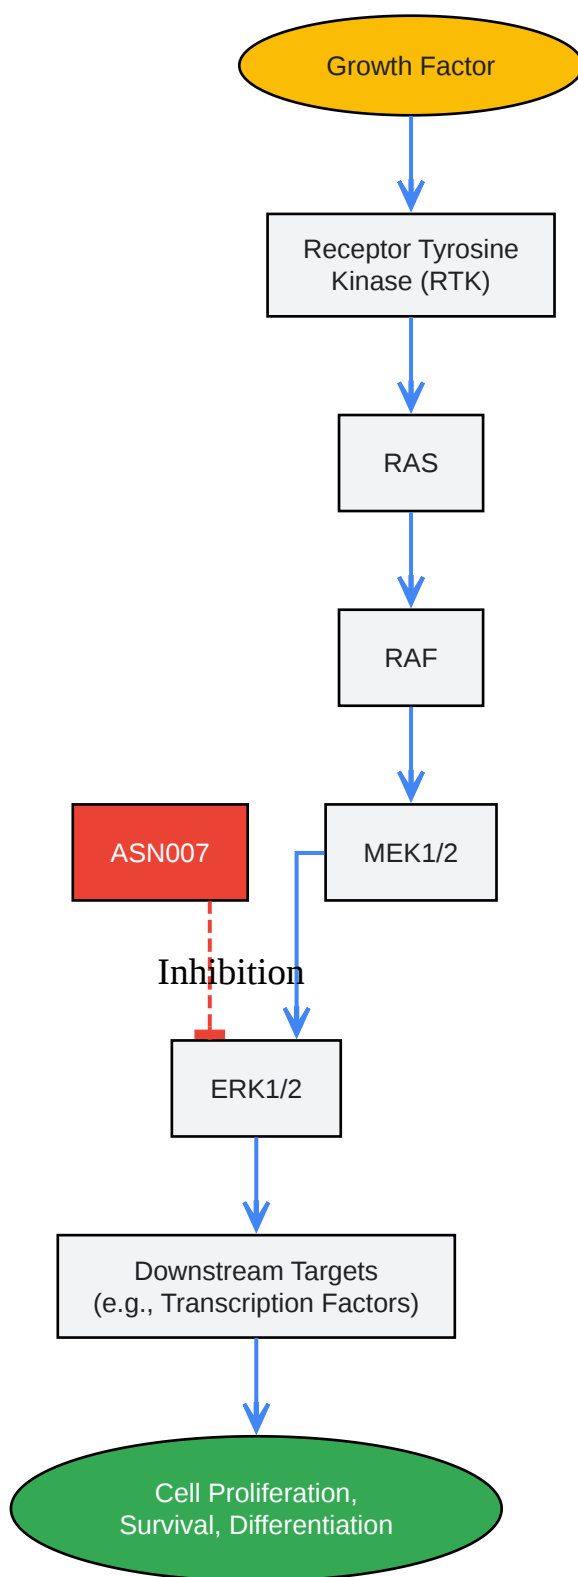 Growth Factor
Receptor Tyrosine
Kinase (RTK)
RAS
RAF
ASN007
MEK1/2
Inhibition
ERK1/2
Downstream Targets
(e.g., Transcription Factors)
Cell Proliferation,
Survival, Differentiation